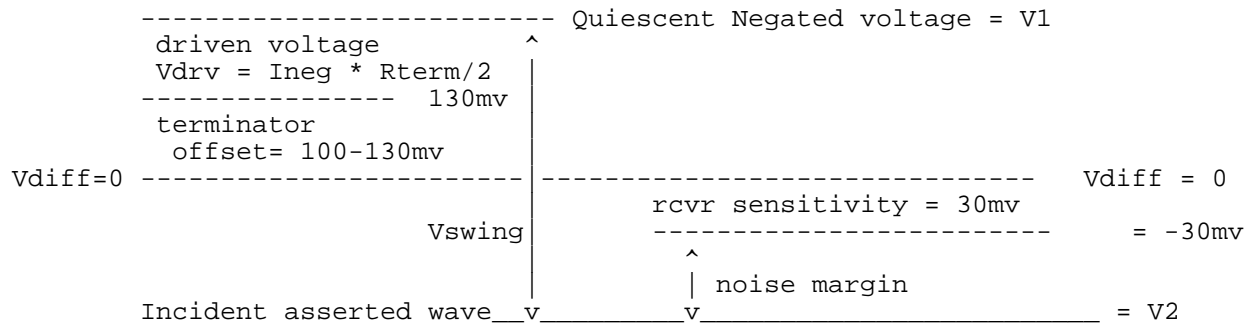 --------------------------- Quiescent Negated voltage = V1
driven voltage ^
Vdrv = Ineg * Rterm/2 |
---------------- 130mv |
terminator |
offset= 100-130mv |
Vdiff=0 ------------------------|------------------------------- Vdiff = 0
| rcvr sensitivity = 30mv
Vswing| ------------------------- = -30mv
| ^
| | noise margin
Incident asserted wave__v_________v_________________________ = V2